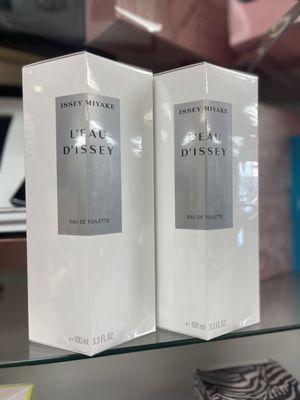 ISSEY MIYAKE
L'EAU
D'ISSEY
EAU DE TOILETTE
℮ 100 ml 3.3 FL.OZ.
ISSEY MIYAKE
L'EAU
D'ISSEY
EAU DE TOILETTE
℮ 100 ml 3.3 FL.OZ.